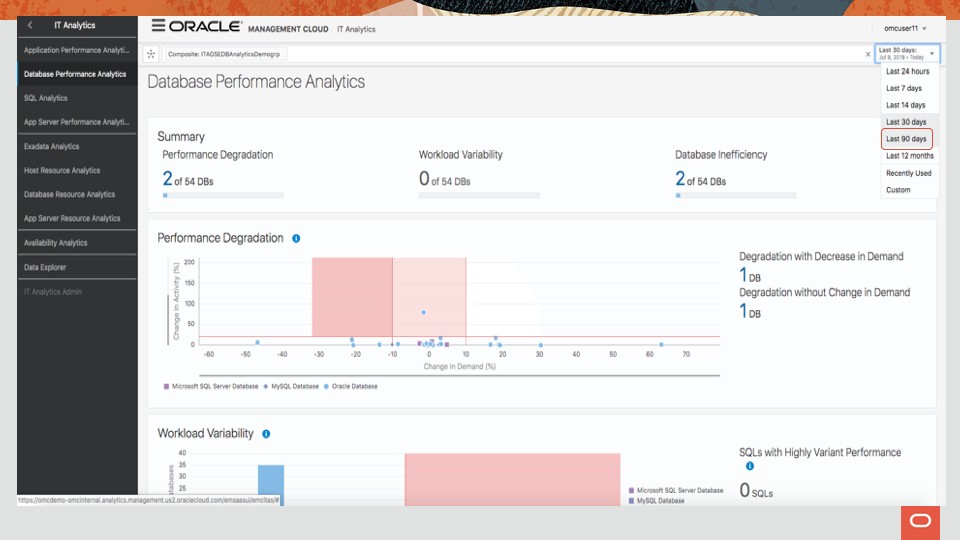 IT Analytics
ORACLE MANAGEMENT CLOUD IT Analytics
omcuser11
Application Performance Analyti...
Database Performance Analytics
SQL Analytics
App Server Performance Analyti...
Exadata Analytics
Host Resource Analytics
Database Resource Analytics
App Server Resource Analytics
Availability Analytics
Data Explorer
IT Analytics Admin
Composite: ITAGSEDBAnalyticsDemogrp
x
Last 30 days:
Jul 9, 2018 - Today
Last 24 hours
Last 7 days
Last 14 days
Last 30 days
Last 90 days
Last 12 months
Recently Used
Custom
Database Performance Analytics
Summary
Performance Degradation
2 of 54 DBs
Workload Variability
0 of 54 DBs
Database Inefficiency
2 of 54 DBs
Performance Degradation
Change in Activity (%)
200
150
100
50
0
-60 -50 -40 -30 -20 -10 0 10 20 30 40 50 60 70
Change in Demand (%)
Microsoft SQL Server Database MySQL Database Oracle Database
Degradation with Decrease in Demand
1 DB
Degradation without Change in Demand
1 DB
Workload Variability
40
35
30
25
Microsoft SQL Server Database
MySQL Database
SQLs with Highly Variant Performance
0 SQLs
https://omcdemo-omcinternal.analytics.management.us2.oraclecloud.com/emsaasui/emcitas/#